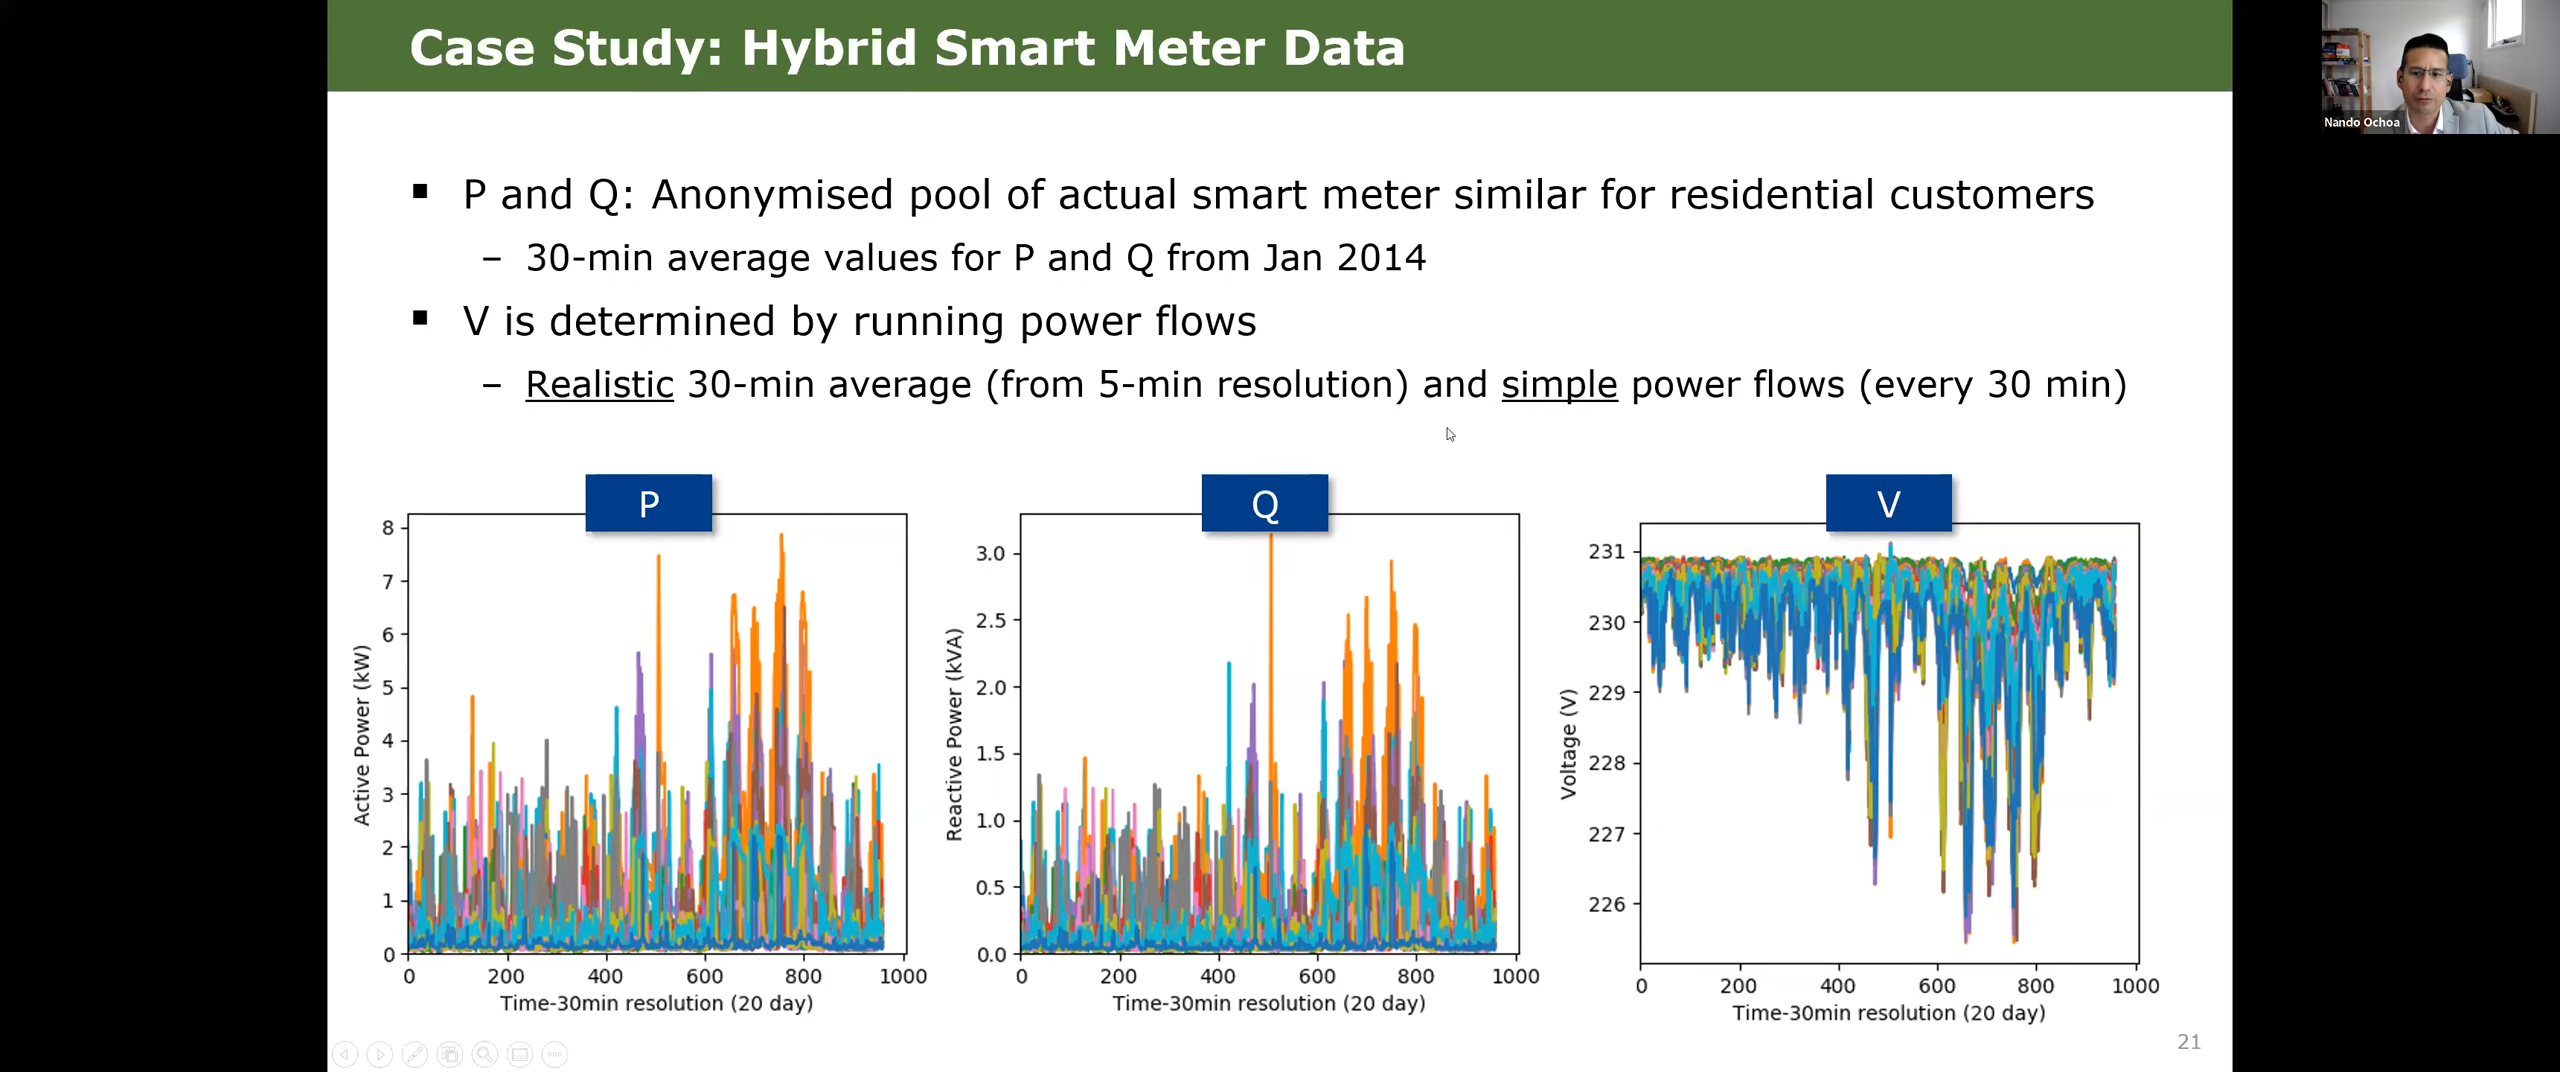 Case Study: Hybrid Smart Meter Data
Nando Ochoa
▪ P and Q: Anonymised pool of actual smart meter similar for residential customers
– 30-min average values for P and Q from Jan 2014
▪ V is determined by running power flows
– Realistic 30-min average (from 5-min resolution) and simple power flows (every 30 min)
P
8
7
6
5
4
3
2
1
0
Active Power (kW)
0 200 400 600 800 1000
Time-30min resolution (20 day)
Q
3.0
2.5
2.0
1.5
1.0
0.5
0.0
Reactive Power (kVA)
0 200 400 600 800 1000
Time-30min resolution (20 day)
V
231
230
229
228
227
226
Voltage (V)
0 200 400 600 800 1000
Time-30min resolution (20 day)
21